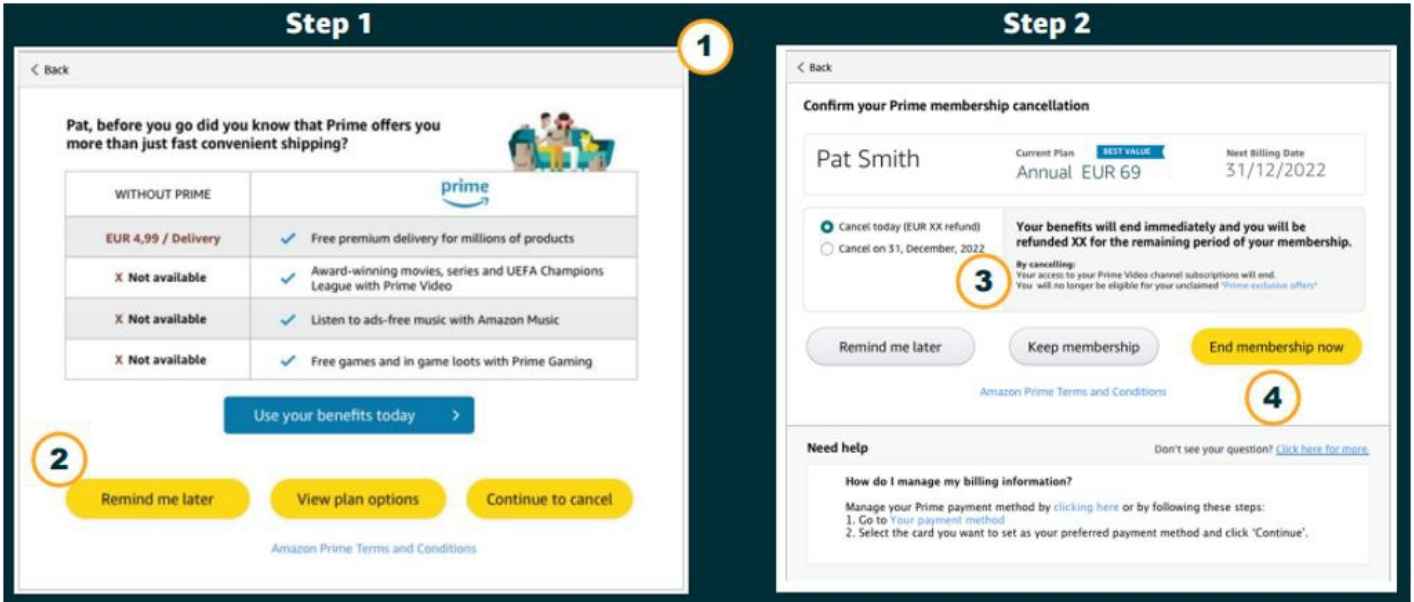 Step 1
1
< Back
Pat, before you go did you know that Prime offers you
more than just fast convenient shipping?
WITHOUT PRIME
prime
EUR 4,99 / Delivery
✓ Free premium delivery for millions of products
X Not available
✓ Award-winning movies, series and UEFA Champions
League with Prime Video
X Not available
✓ Listen to ads-free music with Amazon Music
X Not available
✓ Free games and in game loots with Prime Gaming
Use your benefits today >
2
Remind me later
View plan options
Continue to cancel
Amazon Prime Terms and Conditions
Step 2
< Back
Confirm your Prime membership cancellation
Pat Smith
Current Plan BEST VALUE
Annual EUR 69
Next Billing Date
31/12/2022
Cancel today (EUR XX refund)
Cancel on 31, December, 2022
3
Your benefits will end immediately and you will be
refunded XX for the remaining period of your membership.
By cancelling:
Your access to your Prime Video channel subscriptions will end.
You will no longer be eligible for your unclaimed "Prime exclusive offers"
Remind me later
Keep membership
End membership now
Amazon Prime Terms and Conditions
4
Need help
Don't see your question? Click here for more.
How do I manage my billing information?
Manage your Prime payment method by clicking here or by following these steps:
1. Go to Your payment method
2. Select the card you want to set as your preferred payment method and click 'Continue'.